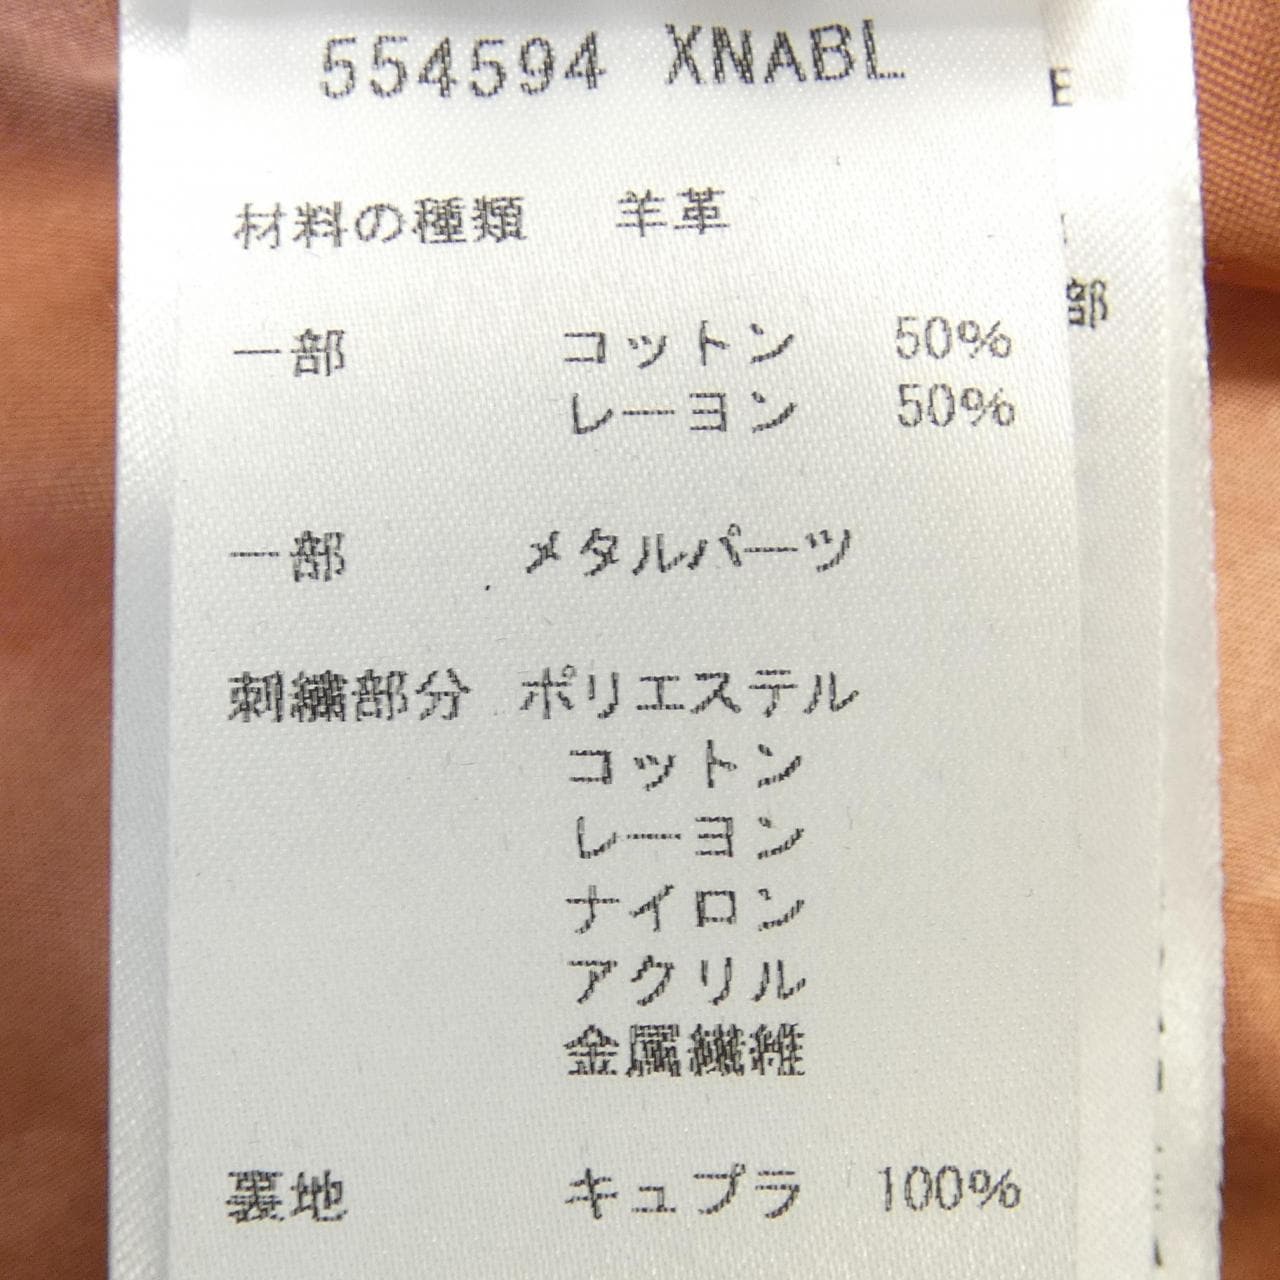 554594 XNABL
材料の種類 羊革
一部 コットン 50%
レーヨン 50%
一部 メタルパーツ
刺繍部分 ポリエステル
コットン
レーヨン
ナイロン
アクリル
金属繊維
裏地 キュプラ 100%
E
部